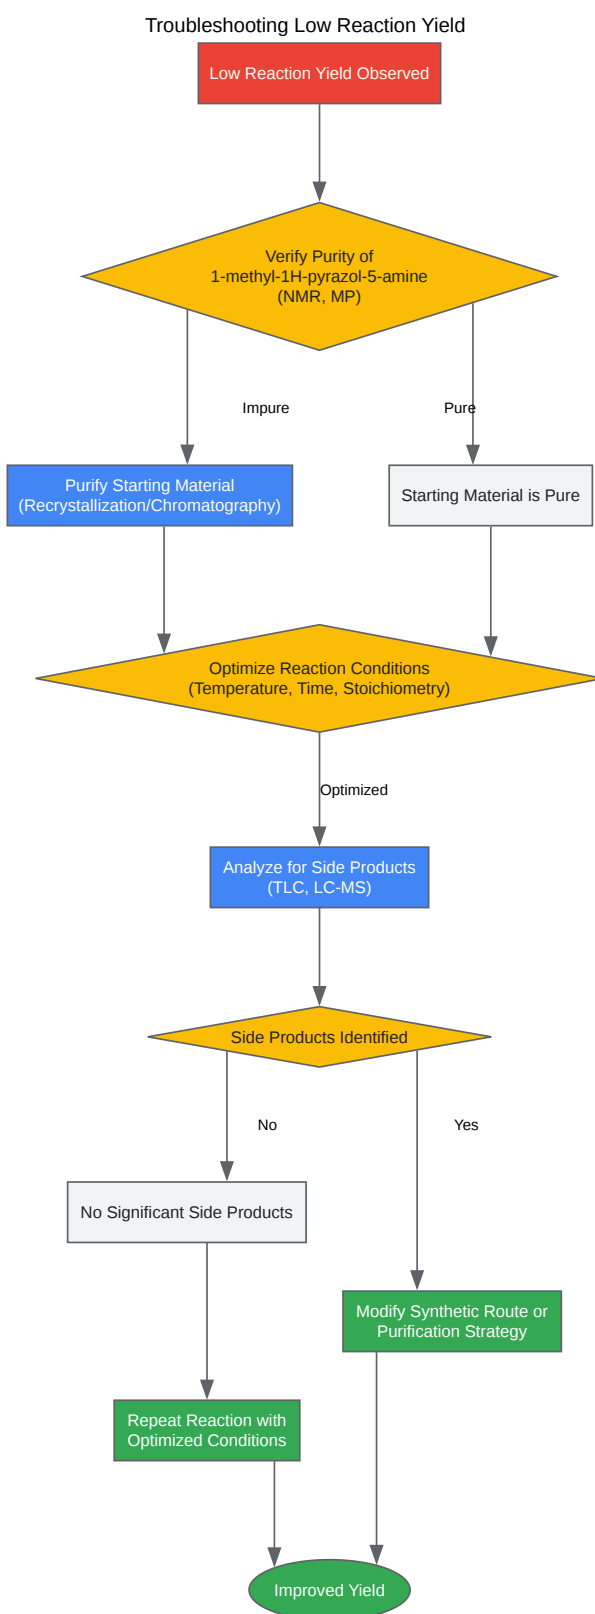 Troubleshooting Low Reaction Yield
Low Reaction Yield Observed
Verify Purity of
1-methyl-1H-pyrazol-5-amine
(NMR, MP)
Impure
Pure
Purify Starting Material
(Recrystallization/Chromatography)
Starting Material is Pure
Optimize Reaction Conditions
(Temperature, Time, Stoichiometry)
Optimized
Analyze for Side Products
(TLC, LC-MS)
Side Products Identified
No
Yes
No Significant Side Products
Modify Synthetic Route or
Purification Strategy
Repeat Reaction with
Optimized Conditions
Improved Yield